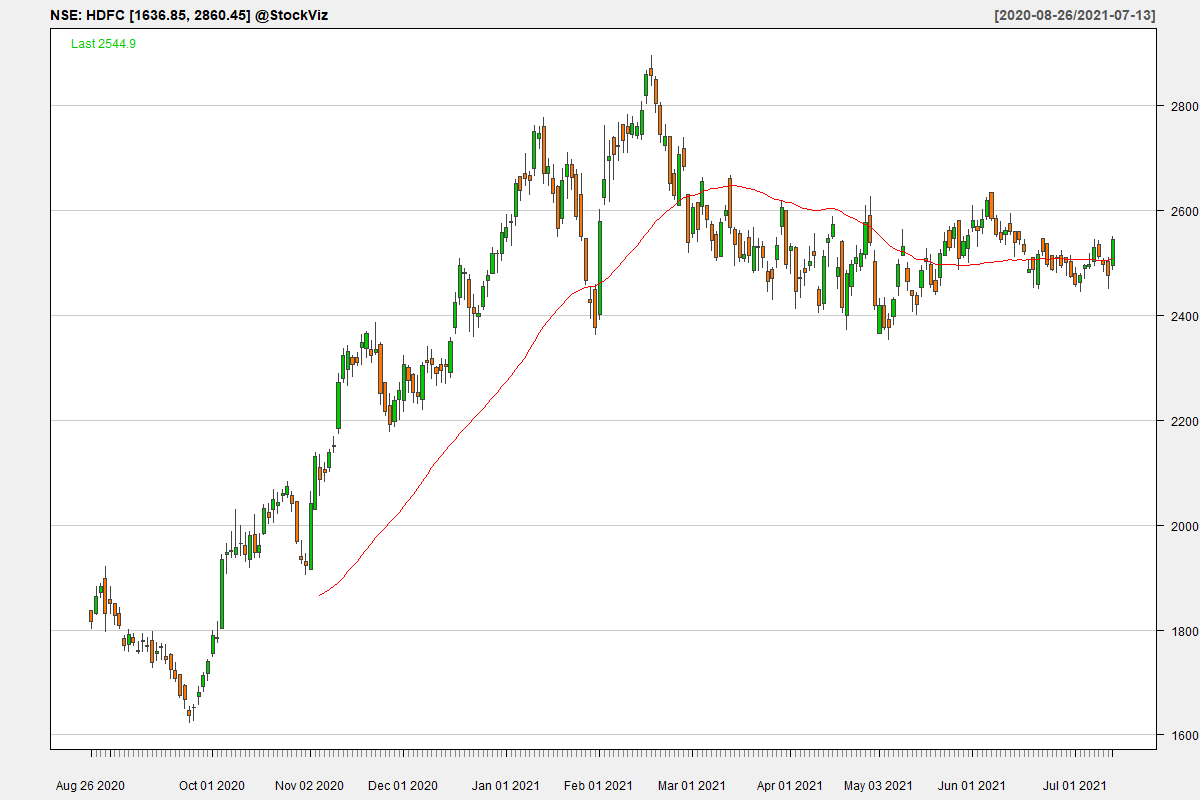 NSE: HDFC [1636.85, 2860.45] @StockViz [2020-08-26/2021-07-13]
Last 2544.9
2800
2600
2400
2200
2000
1800
1600
Aug 26 2020 Oct 01 2020 Nov 02 2020 Dec 01 2020 Jan 01 2021 Feb 01 2021 Mar 01 2021 Apr 01 2021 May 03 2021 Jun 01 2021 Jul 01 2021